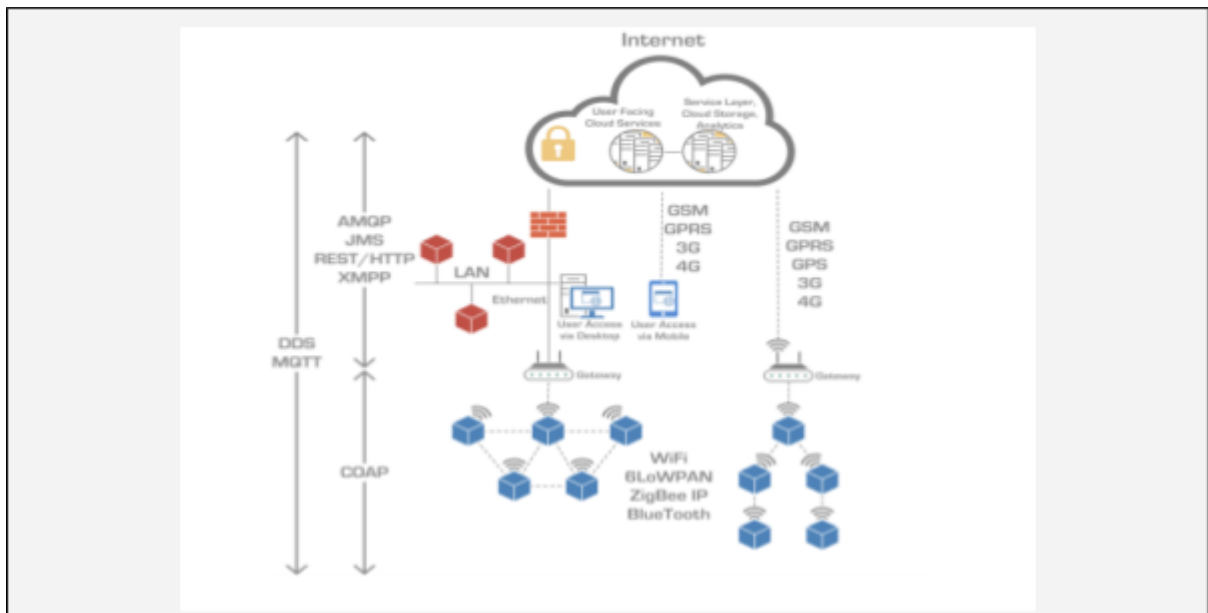 Internet
User Facing
Cloud Services
Service Layer,
Cloud Storage,
Analytics
AMQP
JMS
REST/HTTP
XMPP
LAN
Ethernet
GSM
GPRS
3G
4G
GSM
GPRS
GPS
3G
4G
User Access
via Desktop
User Access
via Mobile
DDS
MQTT
Gateway
Gateway
COAP
WiFi
6LoWPAN
ZigBee IP
BlueTooth